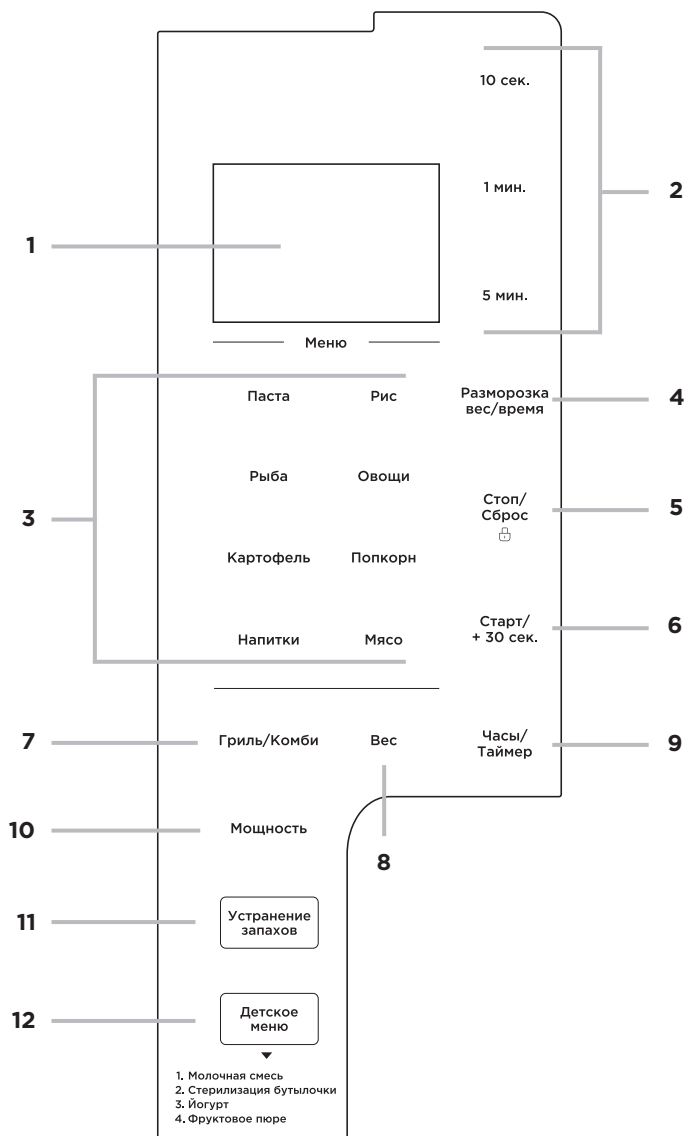 10 сек.
1 мин.
2
1
5 мин.
Меню
Паста
Рис
Разморозка
вес/время
4
Рыба
Овощи
3
Стоп/
Сброс
5
Картофель
Попкорн
Напитки
Мясо
Старт/
+ 30 сек.
6
7
Гриль/Комби
Вес
Часы/
Таймер
9
10
Мощность
8
11
Устранение
запахов
12
Детское
меню
1. Молочная смесь
2. Стерилизация бутылочки
3. Йогурт
4. Фруктовое пюре